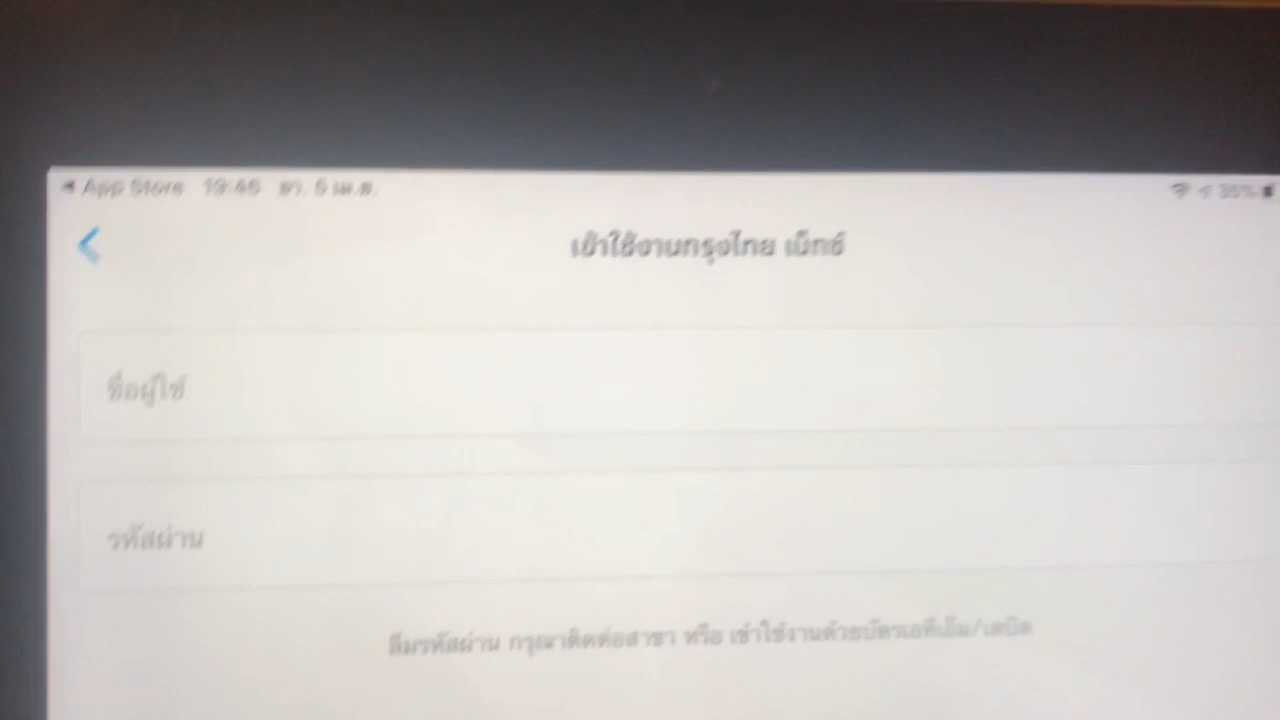 App Store 19:46 อา. 5 เม.ย.
35%
เข้าใช้งานกรุงไทย เน็กซ์
ชื่อผู้ใช้
รหัสผ่าน
ลืมรหัสผ่าน กรุณาติดต่อสาขา หรือ เข้าใช้งานด้วยบัตรเอทีเอ็ม/เดบิต